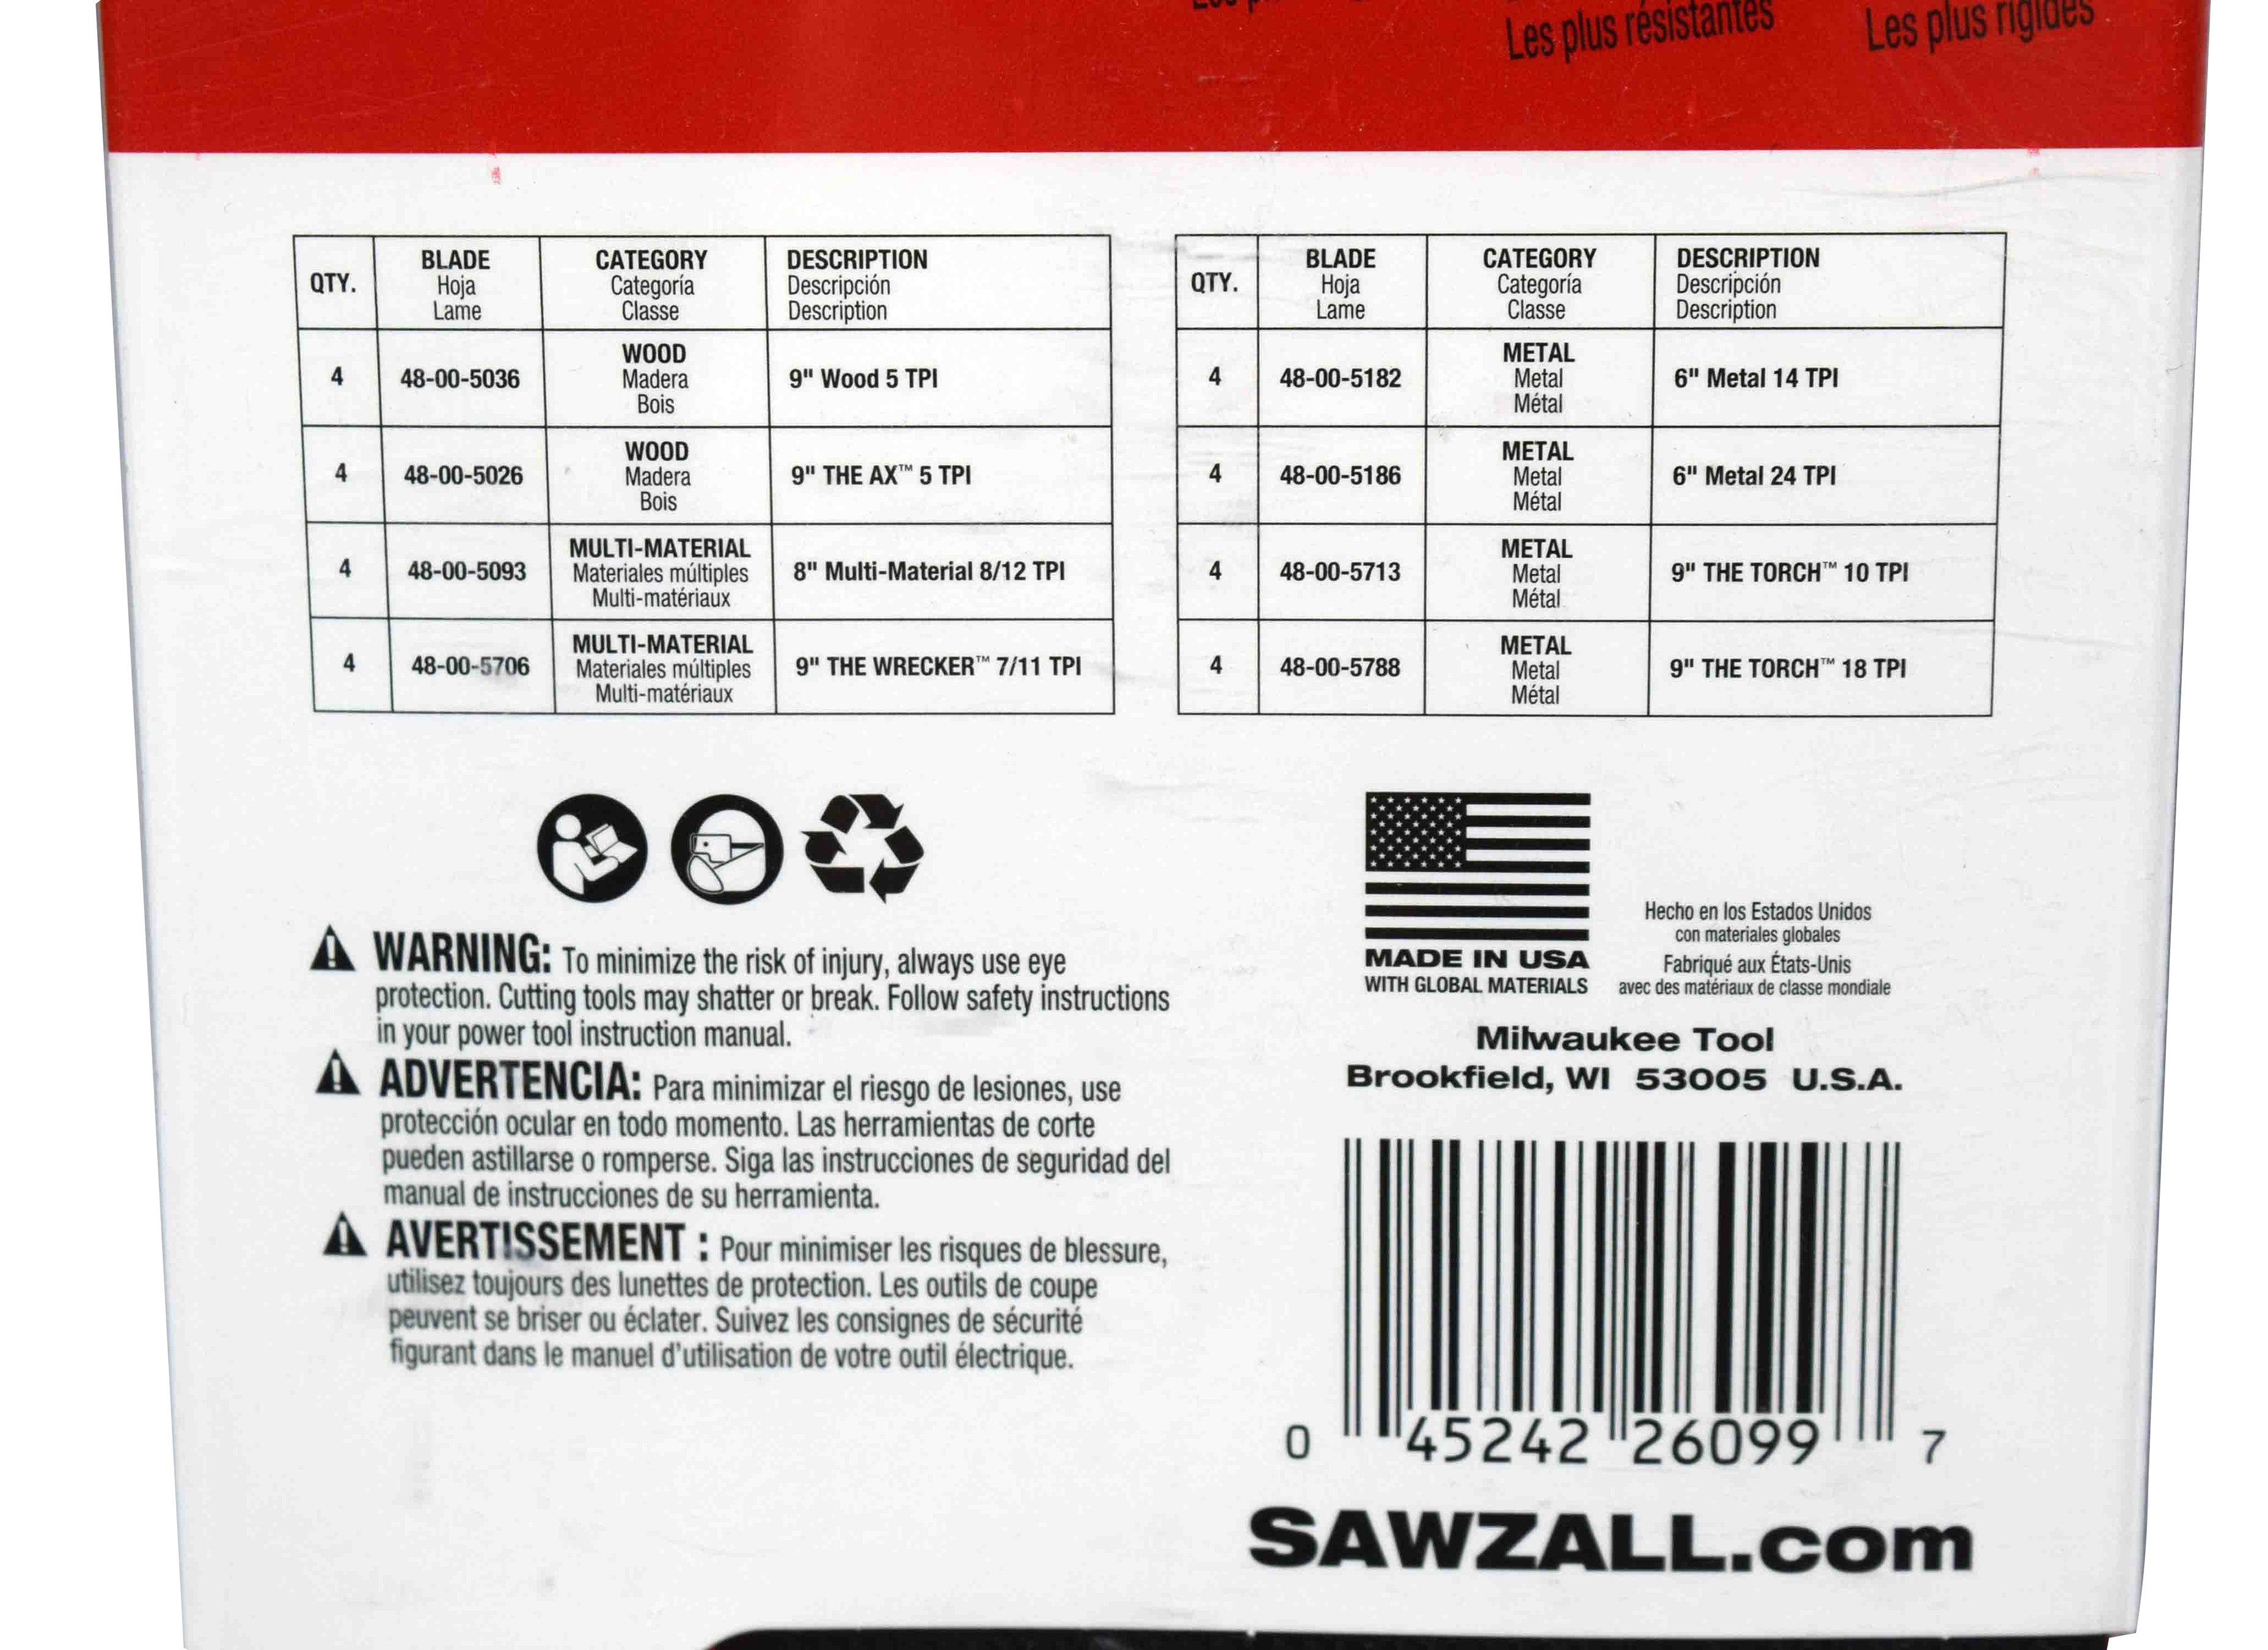 Les plus résistantes
Les plus rigides
QTY. BLADE CATEGORY DESCRIPTION
Hoja Categoría Descripción
Lame Classe Description
4 48-00-5036 WOOD 9" Wood 5 TPI
Madera
Bois
4 48-00-5026 WOOD 9" THE AX™ 5 TPI
Madera
Bois
4 48-00-5093 MULTI-MATERIAL 8" Multi-Material 8/12 TPI
Materiales múltiples
Multi-matériaux
4 48-00-5706 MULTI-MATERIAL 9" THE WRECKER™ 7/11 TPI
Materiales múltiples
Multi-matériaux
QTY. BLADE CATEGORY DESCRIPTION
Hoja Categoría Descripción
Lame Classe Description
4 48-00-5182 METAL 6" Metal 14 TPI
Metal
Métal
4 48-00-5186 METAL 6" Metal 24 TPI
Metal
Métal
4 48-00-5713 METAL 9" THE TORCH™ 10 TPI
Metal
Métal
4 48-00-5788 METAL 9" THE TORCH™ 18 TPI
Metal
Métal
WARNING: To minimize the risk of injury, always use eye
protection. Cutting tools may shatter or break. Follow safety instructions
in your power tool instruction manual.
ADVERTENCIA: Para minimizar el riesgo de lesiones, use
protección ocular en todo momento. Las herramientas de corte
pueden astillarse o romperse. Siga las instrucciones de seguridad del
manual de instrucciones de su herramienta.
AVERTISSEMENT : Pour minimiser les risques de blessure,
utilisez toujours des lunettes de protection. Les outils de coupe
peuvent se briser ou éclater. Suivez les consignes de sécurité
figurant dans le manuel d'utilisation de votre outil électrique.
MADE IN USA
WITH GLOBAL MATERIALS
Hecho en los Estados Unidos
con materiales globales
Fabriqué aux États-Unis
avec des matériaux de classe mondiale
Milwaukee Tool
Brookfield, WI 53005 U.S.A.
0 45242 26099 7
SAWZALL.com